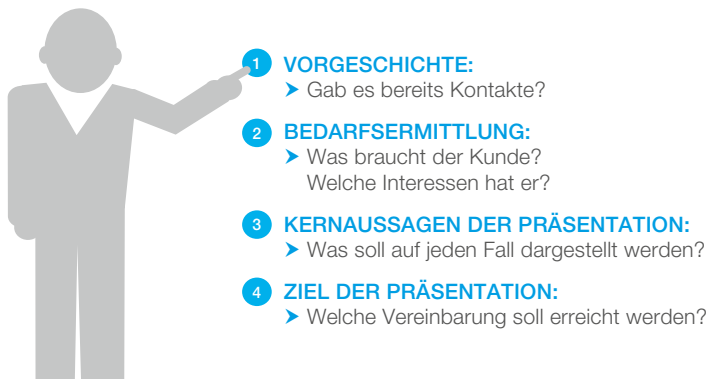 1 VORGESCHICHTE:
➤ Gab es bereits Kontakte?
2 BEDARFSERMITTLUNG:
➤ Was braucht der Kunde?
Welche Interessen hat er?
3 KERNAUSSAGEN DER PRÄSENTATION:
➤ Was soll auf jeden Fall dargestellt werden?
4 ZIEL DER PRÄSENTATION:
➤ Welche Vereinbarung soll erreicht werden?